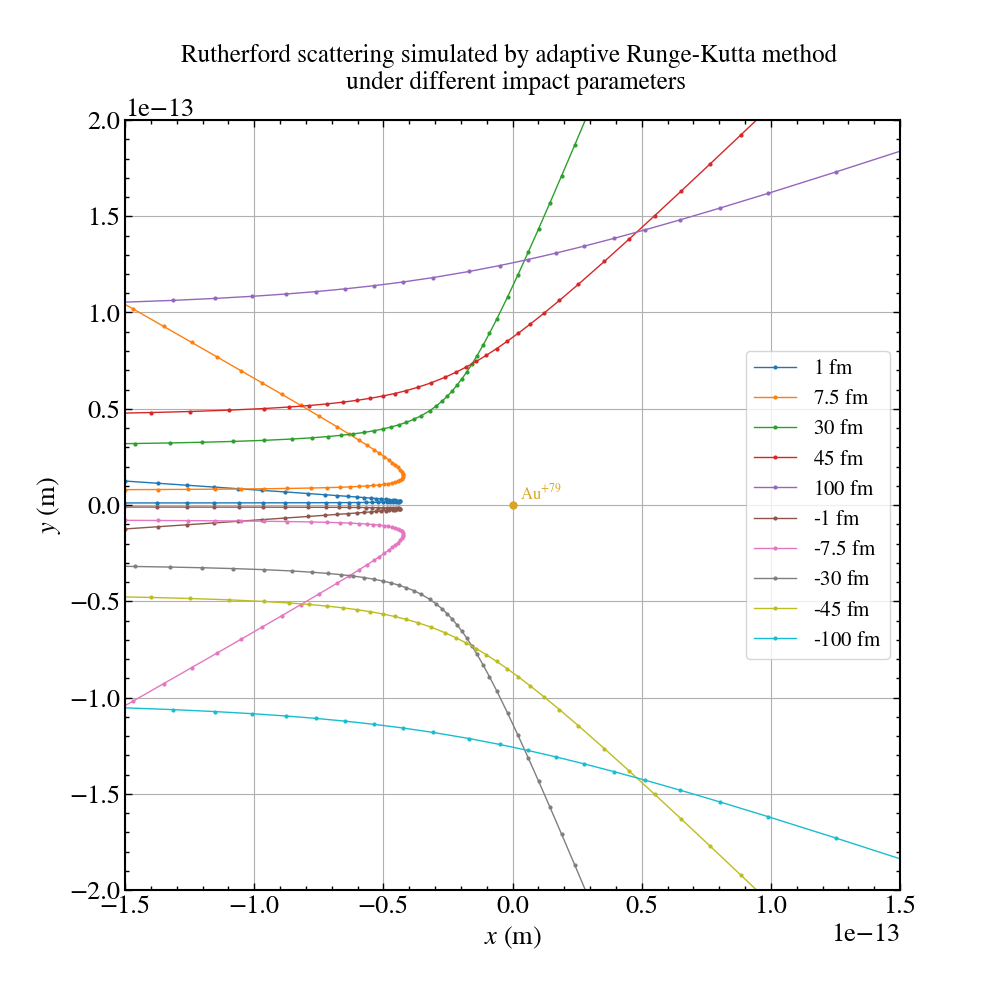 Rutherford scattering simulated by adaptive Runge-Kutta method
under different impact parameters
1e−13
2.0
1.5
1.0
0.5
0.0
−0.5
−1.0
−1.5
−2.0
y (m)
Au+79
1 fm
7.5 fm
30 fm
45 fm
100 fm
-1 fm
-7.5 fm
-30 fm
-45 fm
-100 fm
−1.5 −1.0 −0.5 0.0 0.5 1.0 1.5
x (m)
1e−13